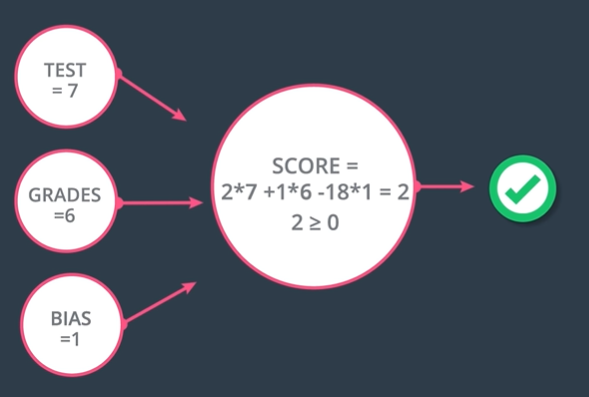 TEST
= 7
GRADES
=6
BIAS
=1
SCORE =
2*7 +1*6 -18*1 = 2
2 ≥ 0